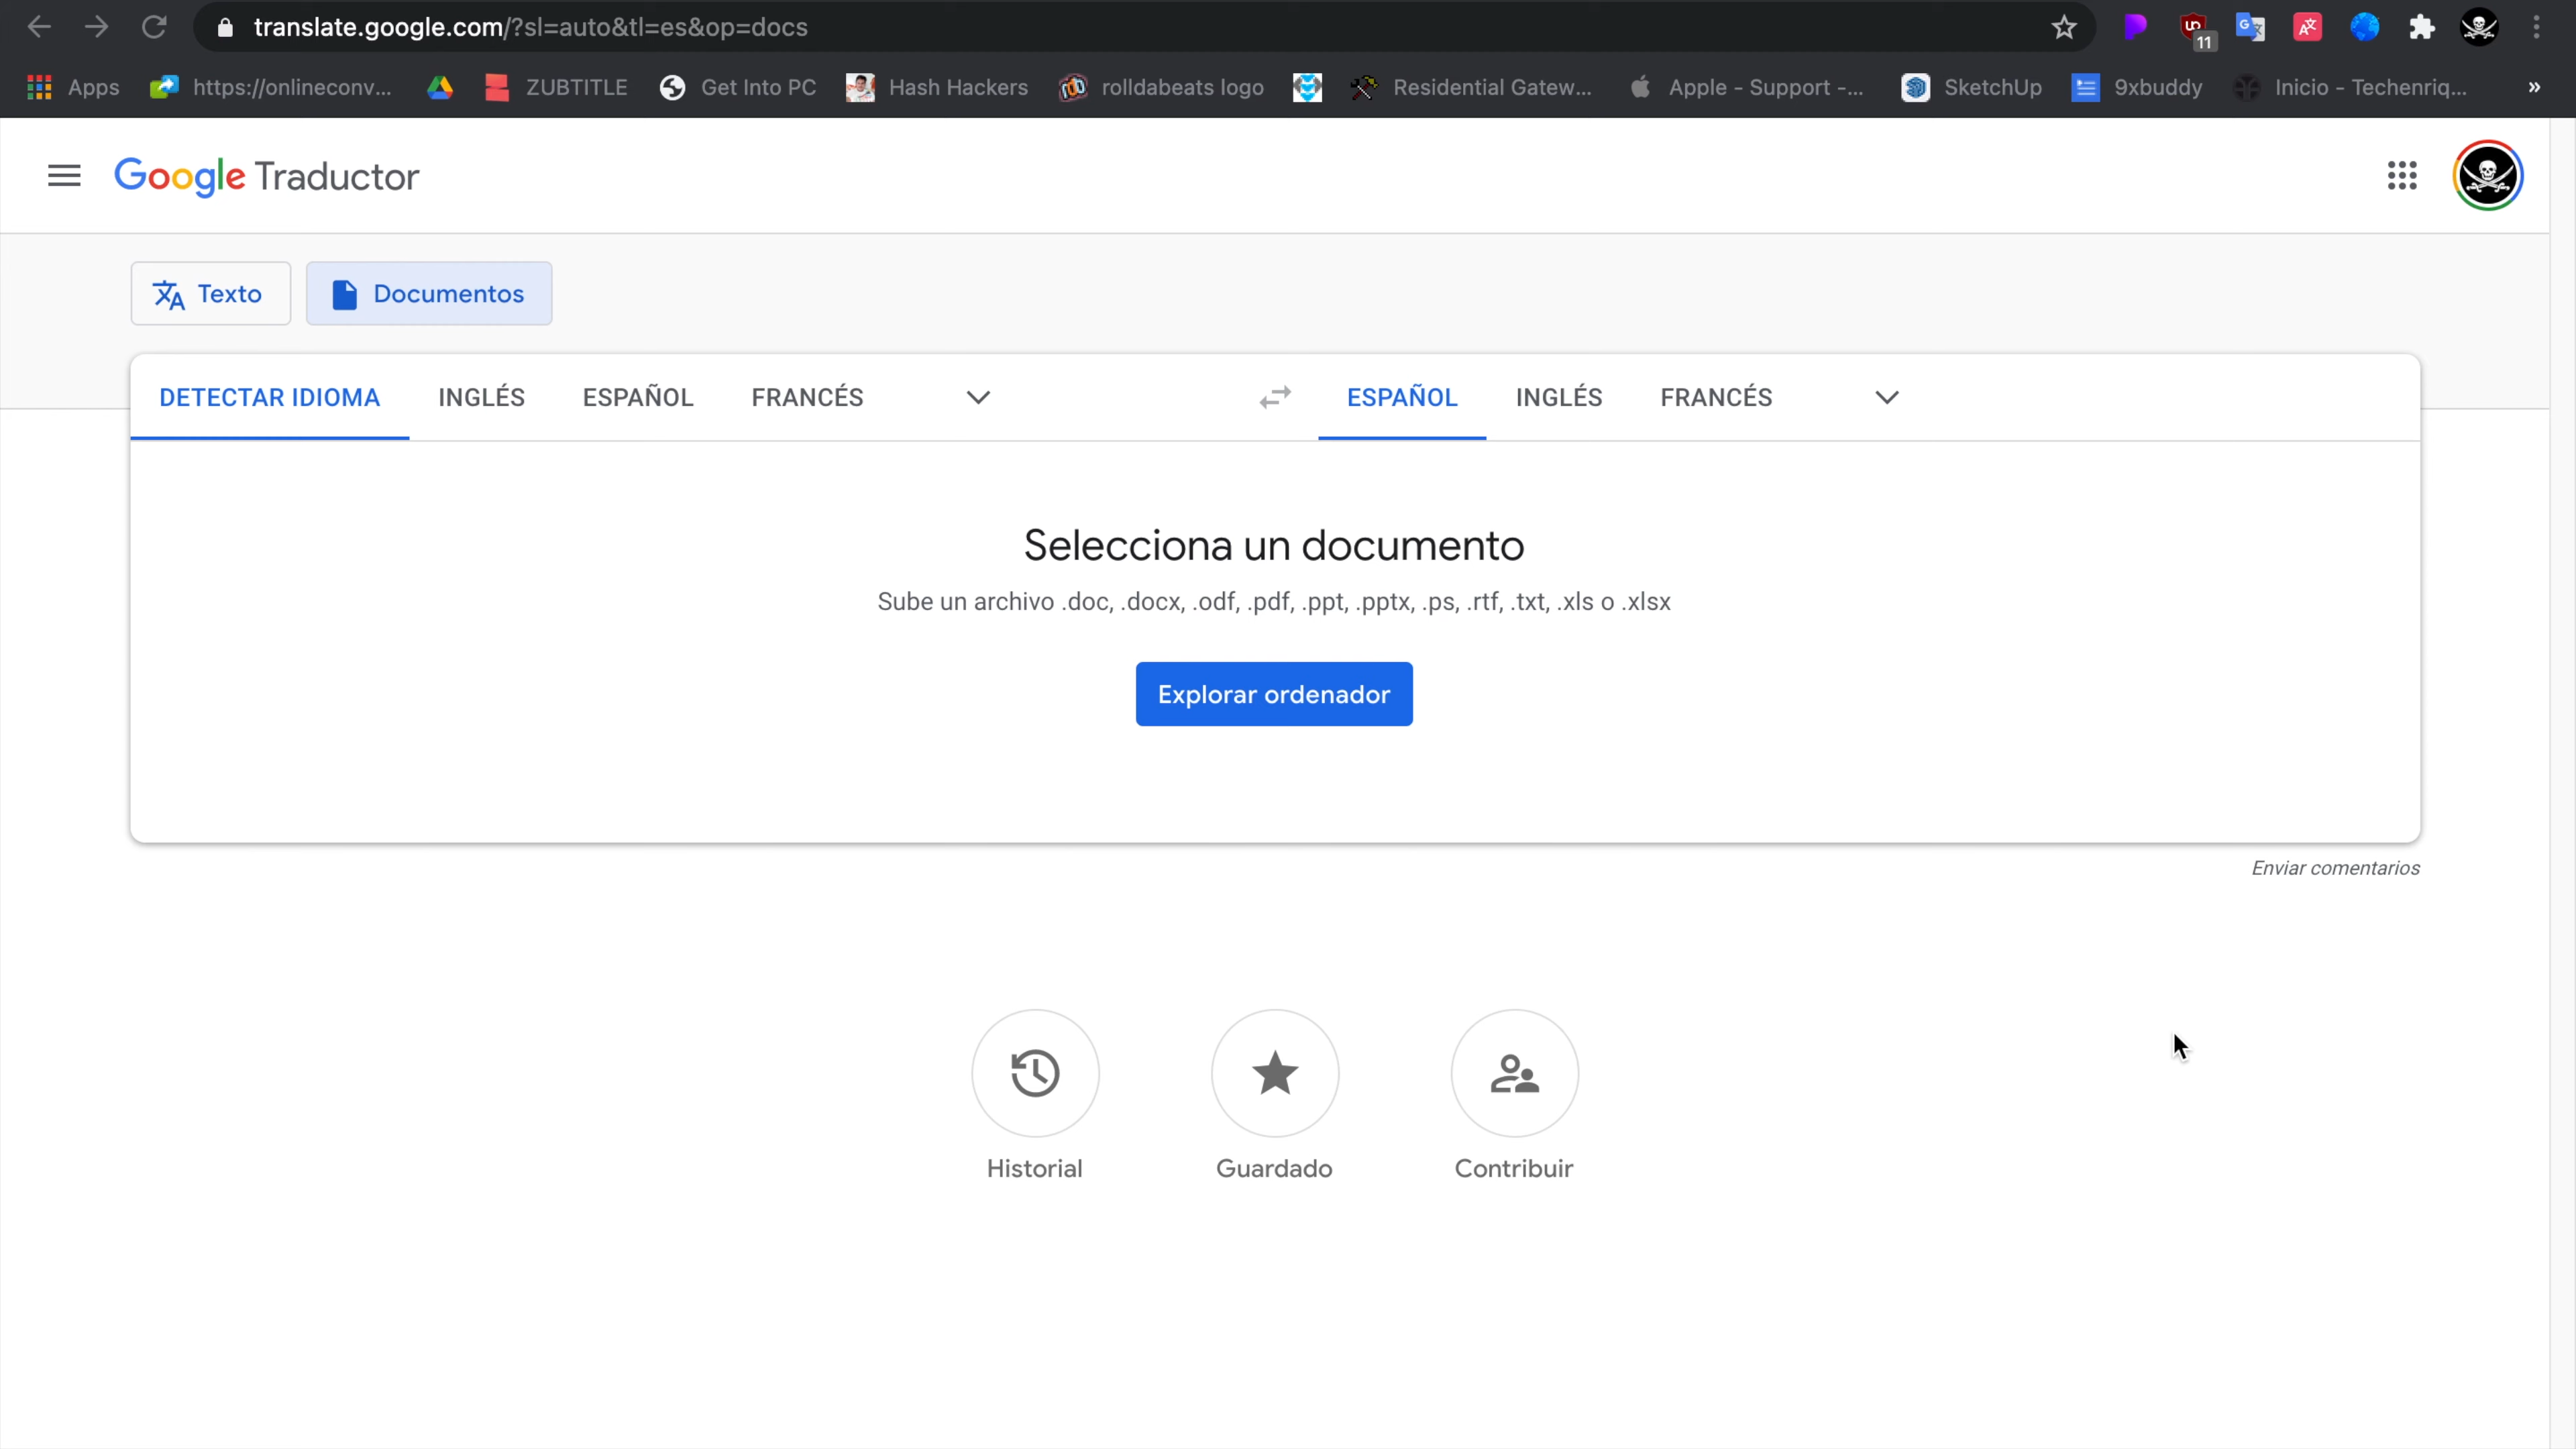 translate.google.com/?sl=auto&tl=es&op=docs
11
Apps https://onlineconv... ZUBTITLE Get Into PC Hash Hackers rolldabeats logo Residential Gatew... Apple - Support -... SketchUp 9xbuddy Inicio - Techenriq... »
Google Traductor
Texto Documentos
DETECTAR IDIOMA INGLÉS ESPAÑOL FRANCÉS ESPAÑOL INGLÉS FRANCÉS
Selecciona un documento
Sube un archivo .doc, .docx, .odf, .pdf, .ppt, .pptx, .ps, .rtf, .txt, .xls o .xlsx
Explorar ordenador
Enviar comentarios
Historial Guardado Contribuir